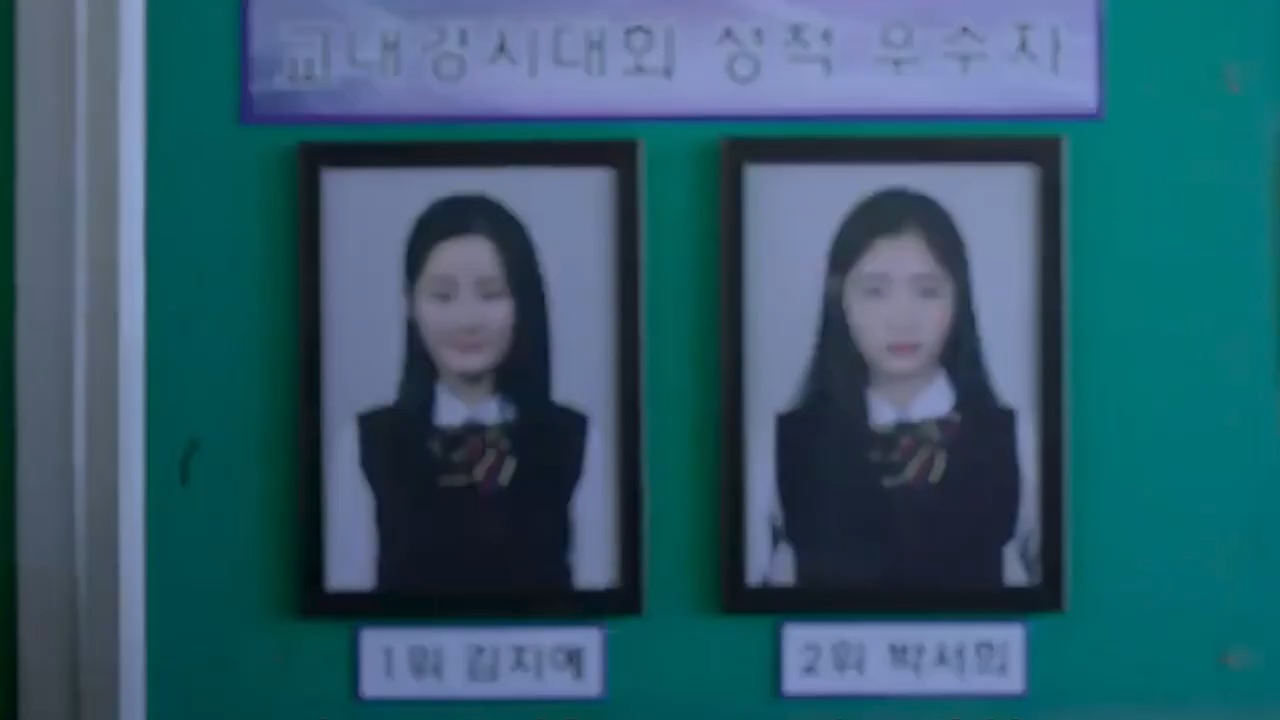 교내경시대회 성적 우수자
1위 김지예
2위 박서희